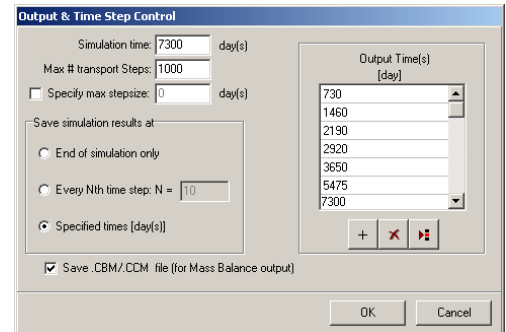 Output & Time Step Control
Simulation time: 7300 day(s)
Max # transport Steps: 1000
Specify max stepsize: 0 day(s)
Save simulation results at
End of simulation only
Every Nth time step: N = 10
Specified times [day(s)]
Save .CBM/.CCM file (for Mass Balance output)
Output Time(s)
[day]
730
1460
2190
2920
3650
5475
7300
OK Cancel